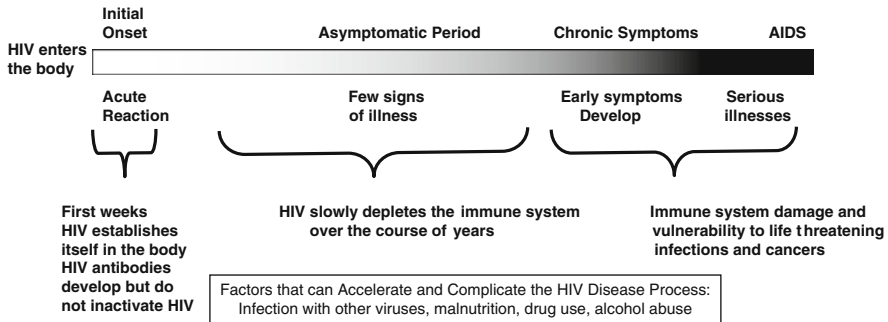 Initial
Onset
Asymptomatic Period
Chronic Symptoms
AIDS
HIV enters
the body
Acute
Reaction
Few signs
of illness
Early symptoms
Develop
Serious
illnesses
First weeks
HIV establishes
itself in the body
HIV antibodies
develop but do
not inactivate HIV
HIV slowly depletes the immune system
over the course of years
Immune system damage and
vulnerability to life threatening
infections and cancers
Factors that can Accelerate and Complicate the HIV Disease Process:
Infection with other viruses, malnutrition, drug use, alcohol abuse